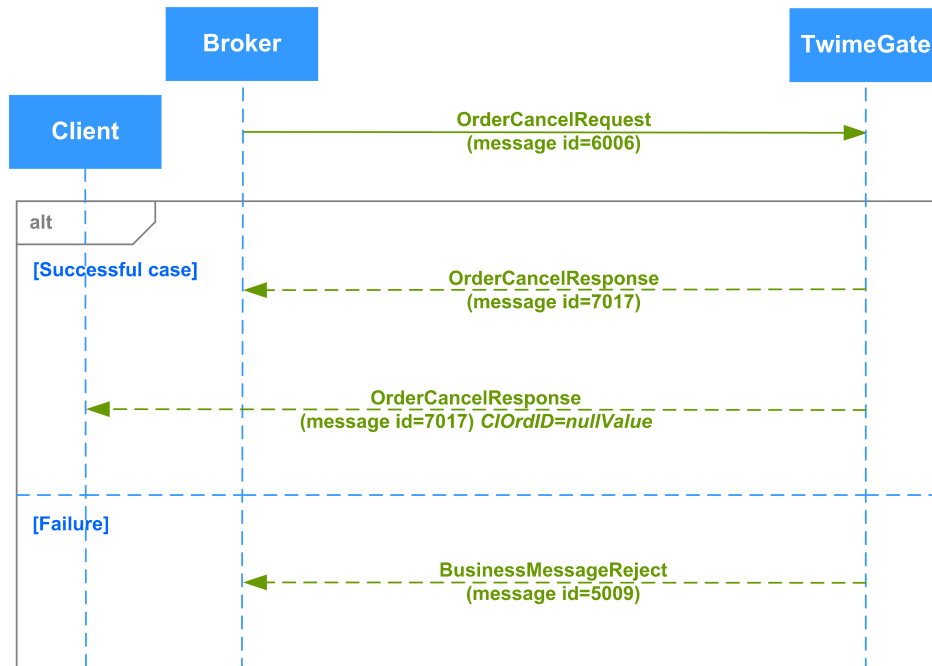 Broker
TwimeGate
Client
OrderCancelRequest
(message id=6006)
alt
[Successful case]
OrderCancelResponse
(message id=7017)
OrderCancelResponse
(message id=7017) ClOrdID=nullValue
[Failure]
BusinessMessageReject
(message id=5009)